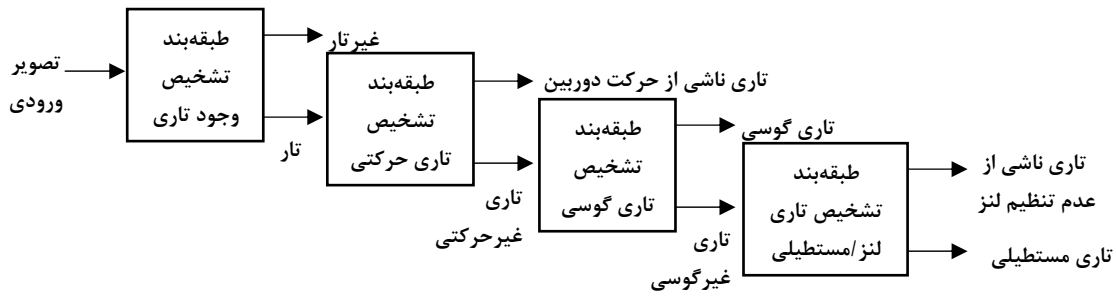 تصویر
ورودی
طبقه‌بند
تشخیص
وجود تاری
غیرتار
تار
طبقه‌بند
تشخیص
تاری حرکتی
تاری ناشی از حرکت دوربین
تاری
غیرحرکتی
طبقه‌بند
تشخیص
تاری گوسی
تاری گوسی
تاری
غیرگوسی
طبقه‌بند
تشخیص تاری
لنز/مستطیلی
تاری ناشی از
عدم تنظیم لنز
تاری مستطیلی